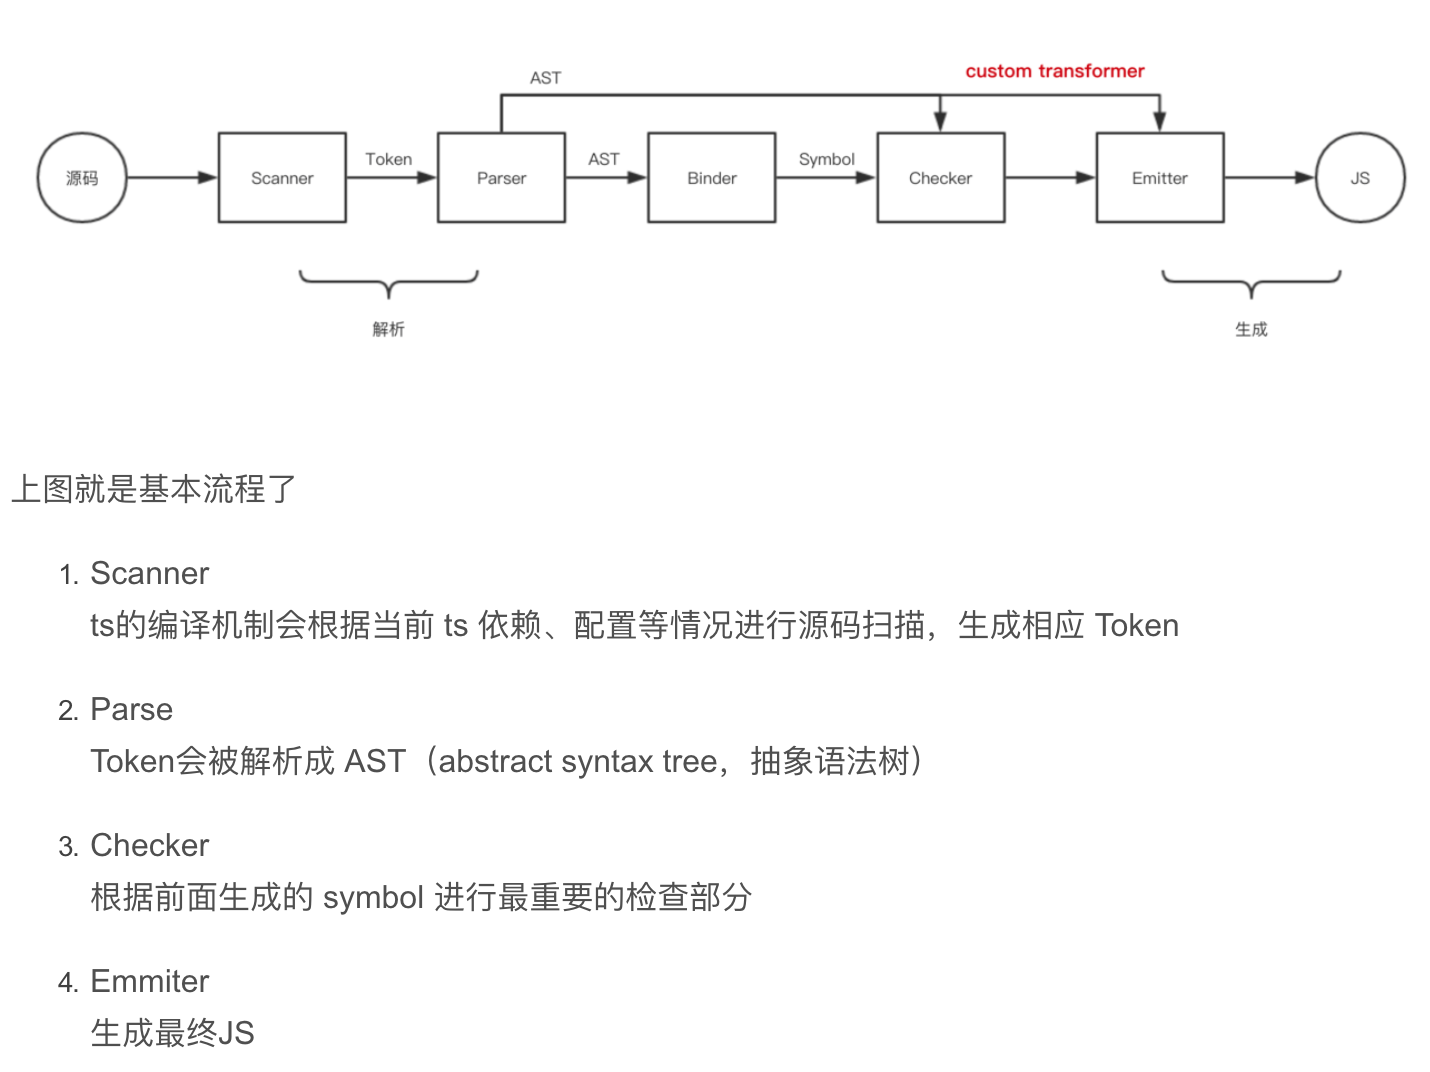 AST
custom transformer
源码
Scanner
Token
Parser
AST
Binder
Symbol
Checker
Emitter
JS
解析
生成
上图就是基本流程了
1. Scanner
ts的编译机制会根据当前 ts 依赖、配置等情况进行源码扫描，生成相应 Token
2. Parse
Token会被解析成 AST（abstract syntax tree，抽象语法树）
3. Checker
根据前面生成的 symbol 进行最重要的检查部分
4. Emmiter
生成最终JS